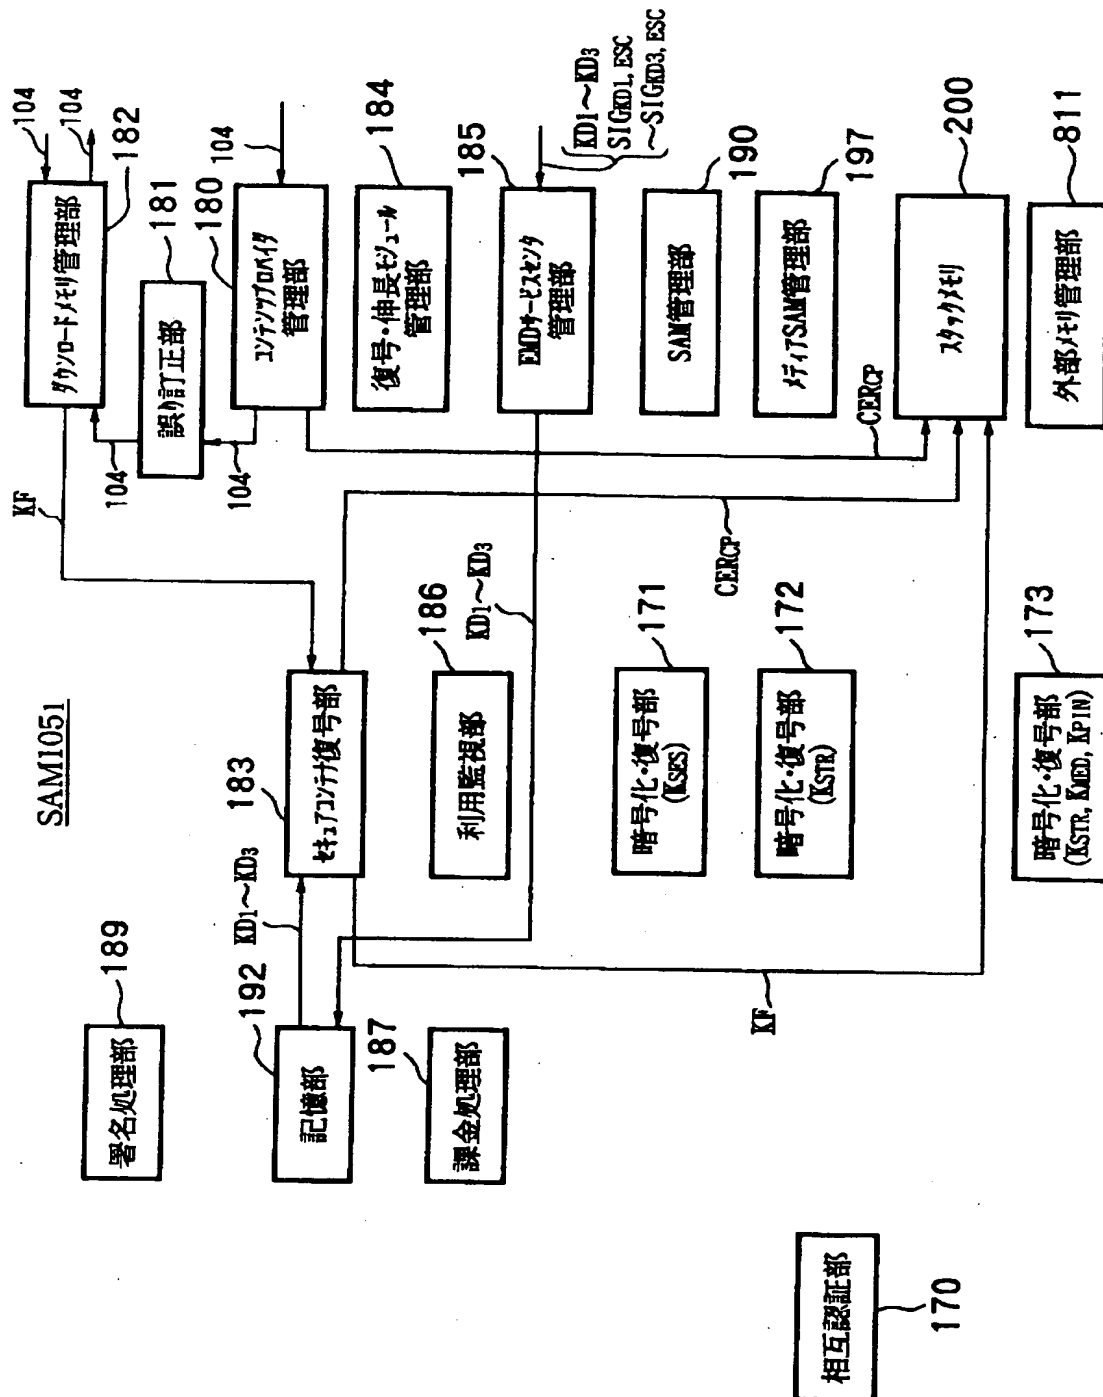 SAM105₁
署名処理部
189
記憶部
192
KD₁～KD₃
課金処理部
187
相互認証部
170
セキュアコンテナ復号部
183
利用監視部
186
KD₁～KD₃
暗号化・復号部
(KSES)
171
暗号化・復号部
(KSTR)
172
暗号化・復号部
(KSTR, KMED, KPIN)
173
KF
KF
CERCP
CERCP
ダウンロードメモリ管理部
182
104
104
104
104
誤り訂正部
181
コンテンツプロバイダ
管理部
180
104
復号・伸長モジュール
管理部
184
EMDサービスセンタ
管理部
185
KD₁～KD₃
SIGKD1, ESC
～SIGKD3, ESC
SAM管理部
190
メディアSAM管理部
197
スタックメモリ
200
外部メモリ管理部
811